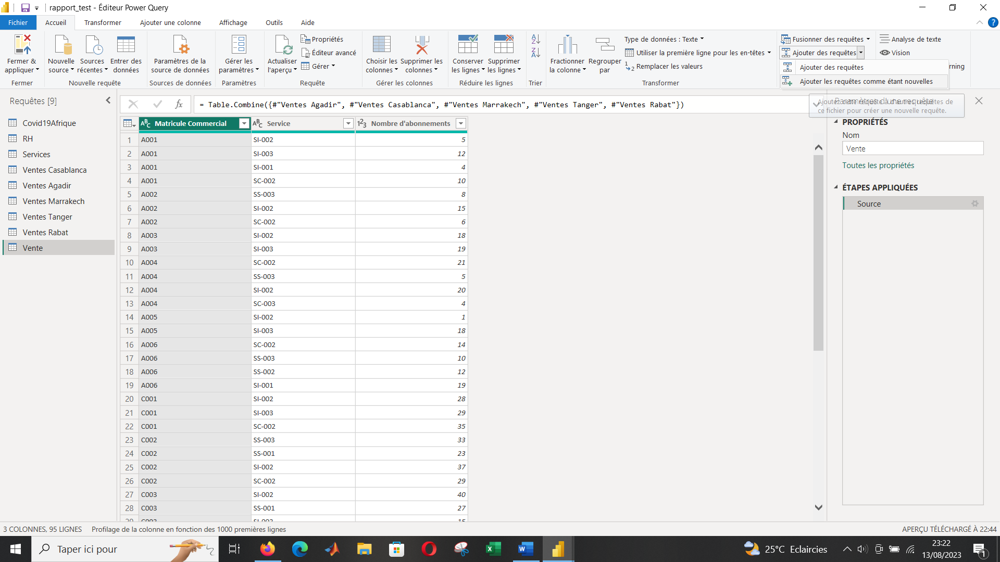 rapport_test - Éditeur Power Query
Fichier
Accueil
Transformer
Ajouter une colonne
Affichage
Outils
Aide
?
Fermer &
appliquer
Fermer
Nouvelle
source
Sources
récentes
Entrer des
données
Nouvelle requête
Paramètres de la
source de données
Sources de données
Gérer les
paramètres
Paramètres
Actualiser
l'aperçu
Propriétés
Éditeur avancé
Gérer
Requête
Choisir les
colonnes
Supprimer les
colonnes
Gérer les colonnes
Conserver
les lignes
Supprimer
les lignes
Réduire les lignes
Trier
Fractionner
la colonne
Regrouper
par
Type de données : Texte
Utiliser la première ligne pour les en-têtes
Remplacer les valeurs
Transformer
Fusionner des requêtes
Ajouter des requêtes
Ajouter des requêtes
Ajouter les requêtes comme étant nouvelles
Analyse de texte
Vision
rning
Ajoutez cette requête à d'autres requêtes de
ce fichier pour créer une nouvelle requête.
Requêtes [9]
Covid19Afrique
RH
Services
Ventes Casablanca
Ventes Agadir
Ventes Marrakech
Ventes Tanger
Ventes Rabat
Vente
fx
= Table.Combine({#"Ventes Agadir", #"Ventes Casablanca", #"Ventes Marrakech", #"Ventes Tanger", #"Ventes Rabat"})
Matricule Commercial Service Nombre d'abonnements
1 A001 SI-002 5
2 A001 SI-003 12
3 A001 SI-001 4
4 A001 SC-002 10
5 A002 SS-003 8
6 A002 SI-002 15
7 A002 SC-002 6
8 A003 SI-002 18
9 A003 SI-003 19
10 A004 SC-002 21
11 A004 SS-003 5
12 A004 SI-002 20
13 A004 SC-003 4
14 A005 SI-002 1
15 A005 SI-003 18
16 A006 SC-002 14
17 A006 SS-003 10
18 A006 SS-002 12
19 A006 SI-001 19
20 C001 SI-002 28
21 C001 SI-003 29
22 C001 SC-002 35
23 C002 SS-003 33
24 C002 SS-001 23
25 C002 SI-002 37
26 C002 SC-002 29
27 C003 SI-002 40
28 C003 SS-001 27
29 C003 SI-003 15
Paramètres d'une requête
PROPRIÉTÉS
Nom
Vente
Toutes les propriétés
ÉTAPES APPLIQUÉES
Source
3 COLONNES, 95 LIGNES
Profilage de la colonne en fonction des 1000 premières lignes
APERÇU TÉLÉCHARGÉ À 22:44
Taper ici pour
25°C Eclaircies
23:22
13/08/2023
1